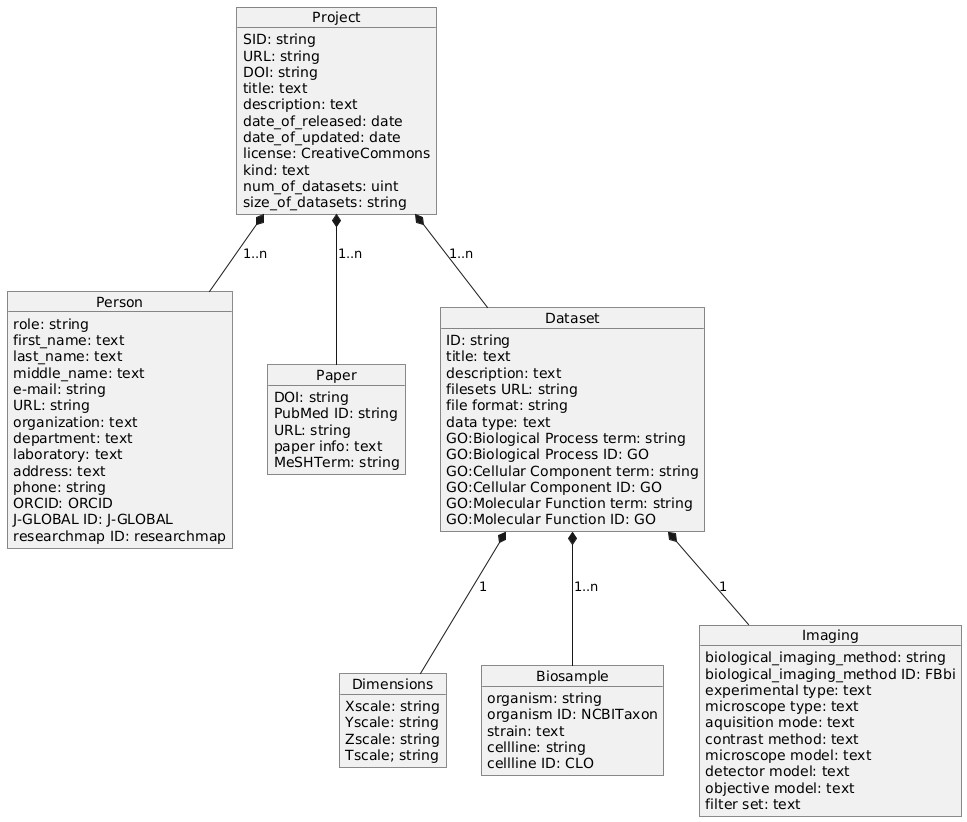 Project
SID: string
URL: string
DOI: string
title: text
description: text
date_of_released: date
date_of_updated: date
license: CreativeCommons
kind: text
num_of_datasets: uint
size_of_datasets: string
1..n
1..n
1..n
Person
role: string
first_name: text
last_name: text
middle_name: text
e-mail: string
URL: string
organization: text
department: text
laboratory: text
address: text
phone: string
ORCID: ORCID
J-GLOBAL ID: J-GLOBAL
researchmap ID: researchmap
Paper
DOI: string
PubMed ID: string
URL: string
paper info: text
MeSHTerm: string
Dataset
ID: string
title: text
description: text
filesets URL: string
file format: string
data type: text
GO:Biological Process term: string
GO:Biological Process ID: GO
GO:Cellular Component term: string
GO:Cellular Component ID: GO
GO:Molecular Function term: string
GO:Molecular Function ID: GO
1
1..n
1
Dimensions
Xscale: string
Yscale: string
Zscale: string
Tscale; string
Biosample
organism: string
organism ID: NCBITaxon
strain: text
cellline: string
cellline ID: CLO
Imaging
biological_imaging_method: string
biological_imaging_method ID: FBbi
experimental type: text
microscope type: text
aquisition mode: text
contrast method: text
microscope model: text
detector model: text
objective model: text
filter set: text